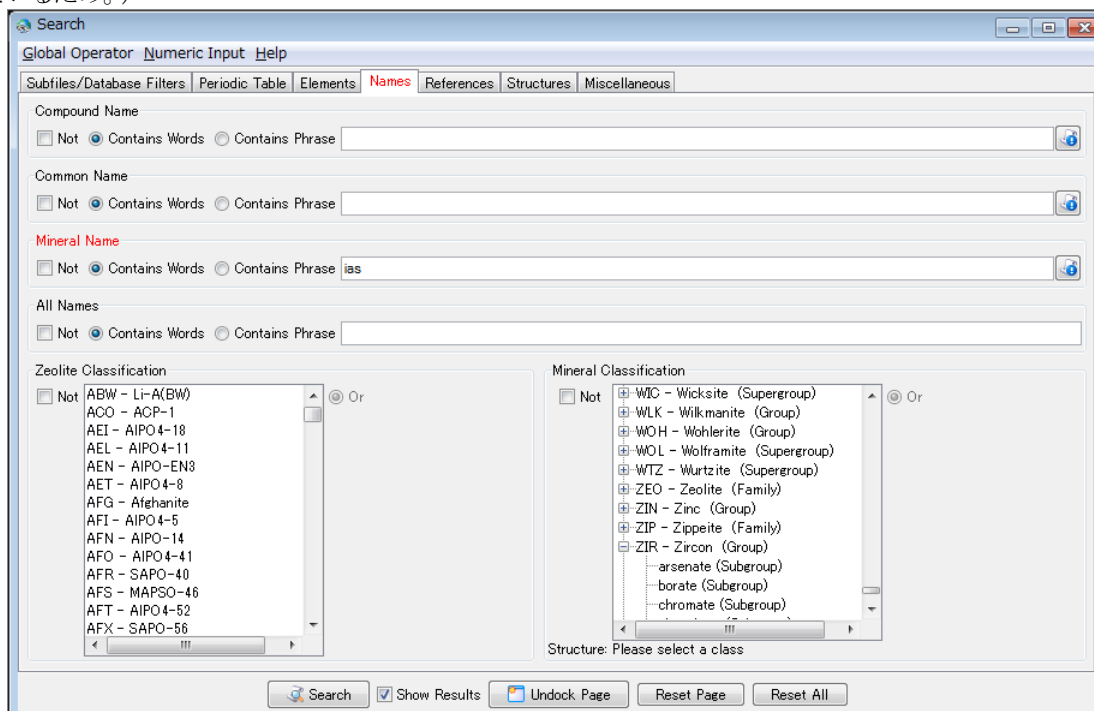 いるため。)
Search
Global Operator Numeric Input Help
Subfiles/Database Filters Periodic Table Elements Names References Structures Miscellaneous
Compound Name
Not Contains Words Contains Phrase
Common Name
Not Contains Words Contains Phrase
Mineral Name
Not Contains Words Contains Phrase ias
All Names
Not Contains Words Contains Phrase
Zeolite Classification
Not
Or
ABW - Li-A(BW)
ACO - ACP-1
AEI - AlPO4-18
AEL - AlPO4-11
AEN - AlPO-EN3
AET - AlPO4-8
AFG - Afghanite
AFI - AlPO4-5
AFN - AlPO-14
AFO - AlPO4-41
AFR - SAPO-40
AFS - MAPSO-46
AFT - AlPO4-52
AFX - SAPO-56
Mineral Classification
Not
Or
WIC - Wicksite (Supergroup)
WLK - Wilkmanite (Group)
WOH - Wohlerite (Group)
WOL - Wolframite (Supergroup)
WTZ - Wurtzite (Supergroup)
ZEO - Zeolite (Family)
ZIN - Zinc (Group)
ZIP - Zippeite (Family)
ZIR - Zircon (Group)
arsenate (Subgroup)
borate (Subgroup)
chromate (Subgroup)
Structure: Please select a class
Search Show Results Undock Page Reset Page Reset All